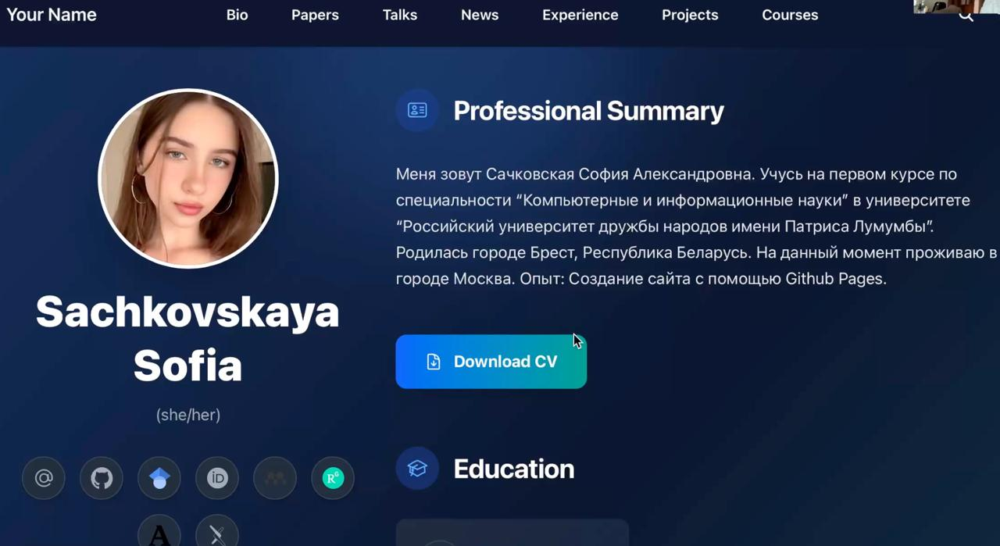 Your Name
Bio
Papers
Talks
News
Experience
Projects
Courses
Sachkovskaya
Sofia
(she/her)
Professional Summary
Меня зовут Сачковская София Александровна. Учусь на первом курсе по
специальности “Компьютерные и информационные науки” в университете
“Российский университет дружбы народов имени Патриса Лумумбы”.
Родилась городе Брест, Республика Беларусь. На данный момент проживаю в
городе Москва. Опыт: Создание сайта с помощью Github Pages.
Download CV
Education